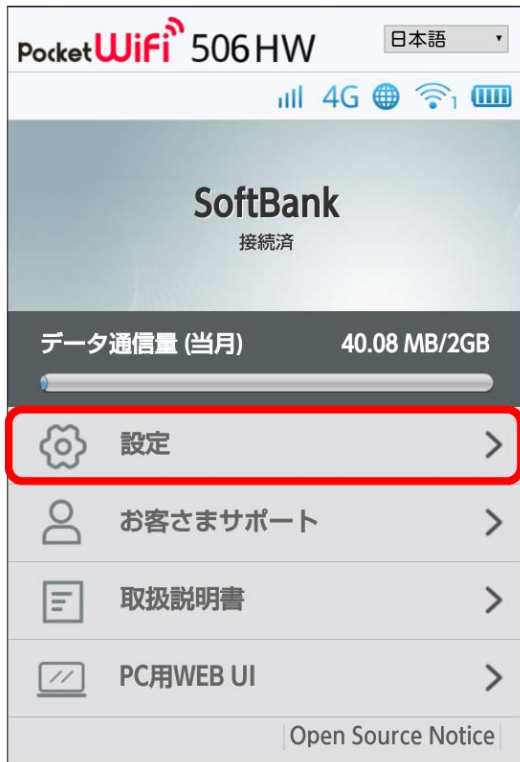 Pocket WiFi 506HW 日本語
4G 1
SoftBank
接続済
データ通信量 (当月) 40.08 MB/2GB
設定
お客さまサポート
取扱説明書
PC用WEB UI
Open Source Notice